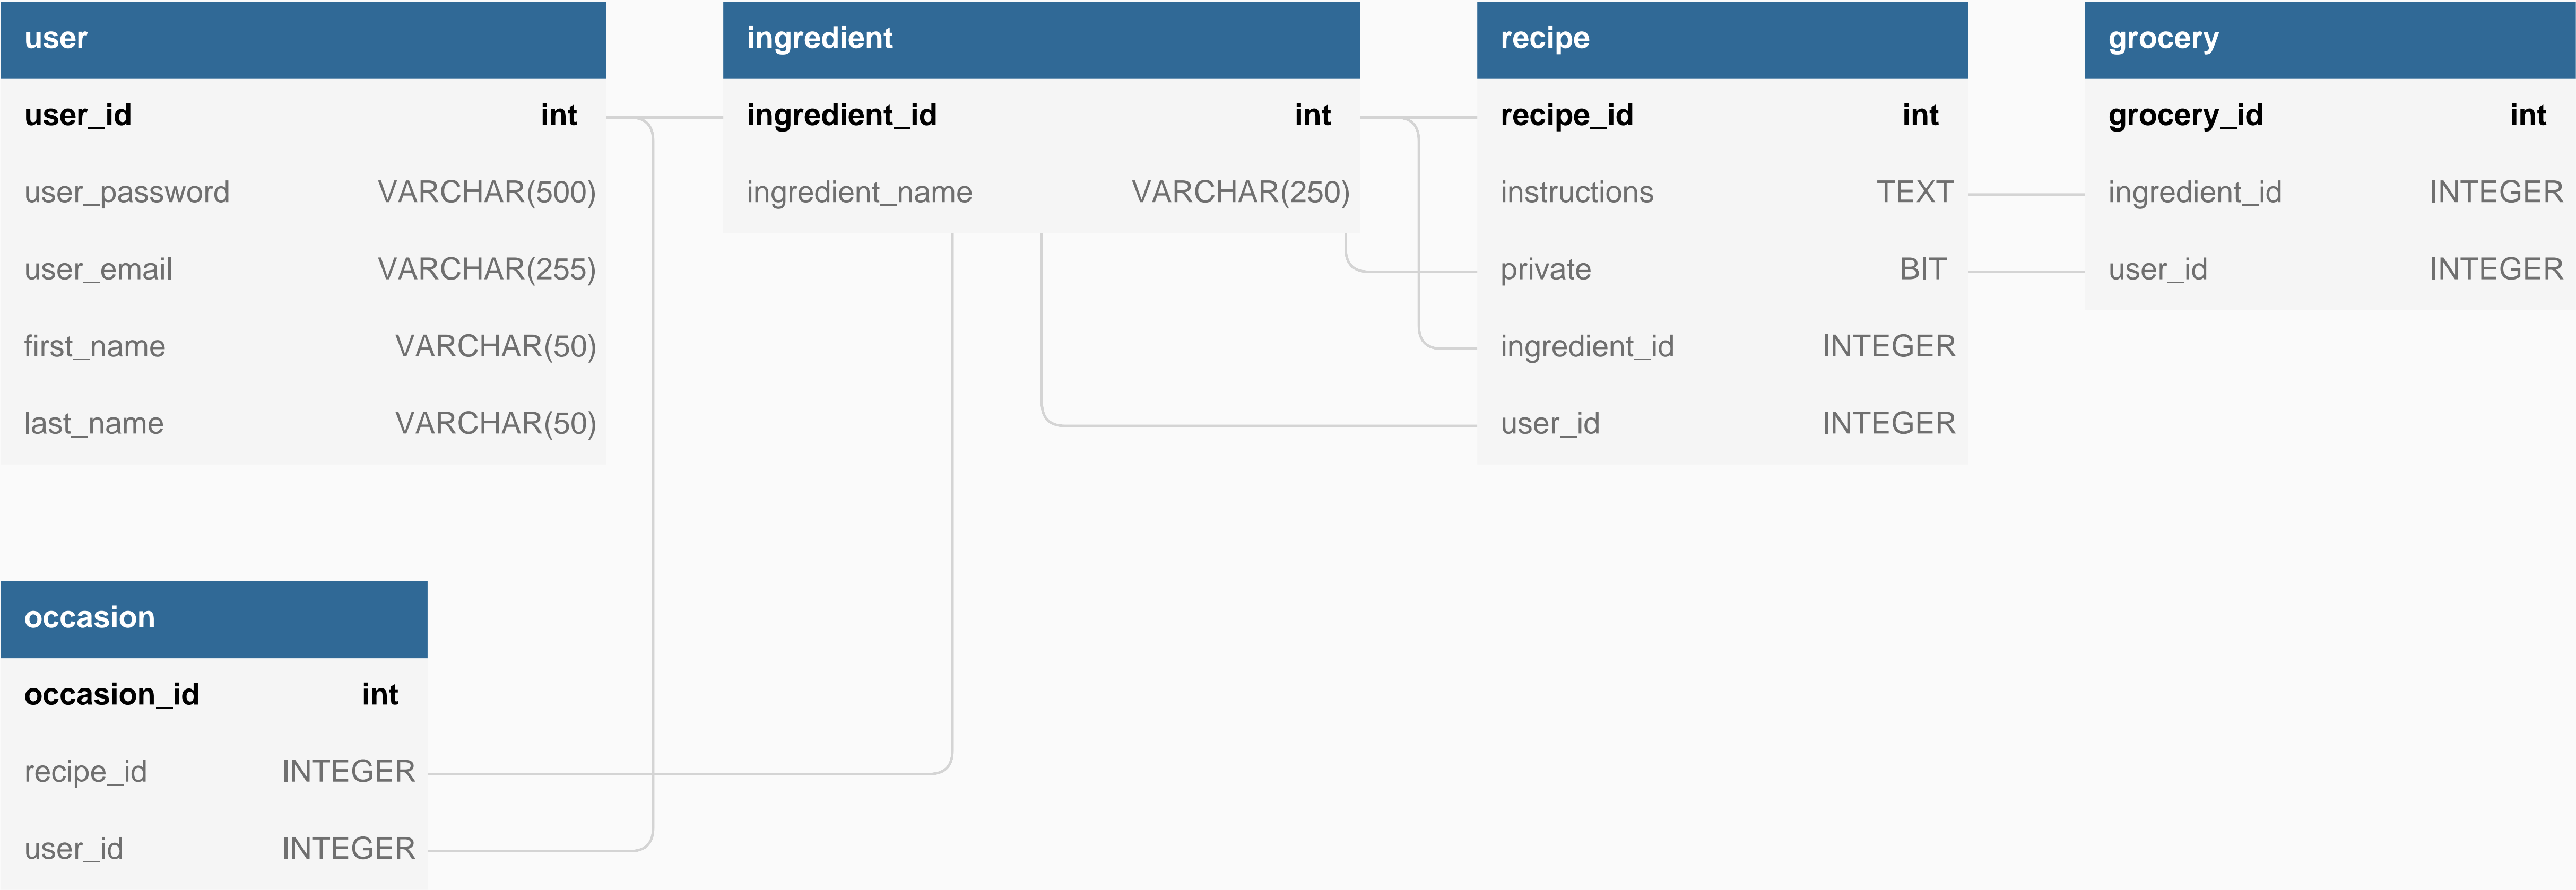 user
user_id int
user_password VARCHAR(500)
user_email VARCHAR(255)
first_name VARCHAR(50)
last_name VARCHAR(50)
ingredient
ingredient_id int
ingredient_name VARCHAR(250)
recipe
recipe_id int
instructions TEXT
private BIT
ingredient_id INTEGER
user_id INTEGER
grocery
grocery_id int
ingredient_id INTEGER
user_id INTEGER
occasion
occasion_id int
recipe_id INTEGER
user_id INTEGER